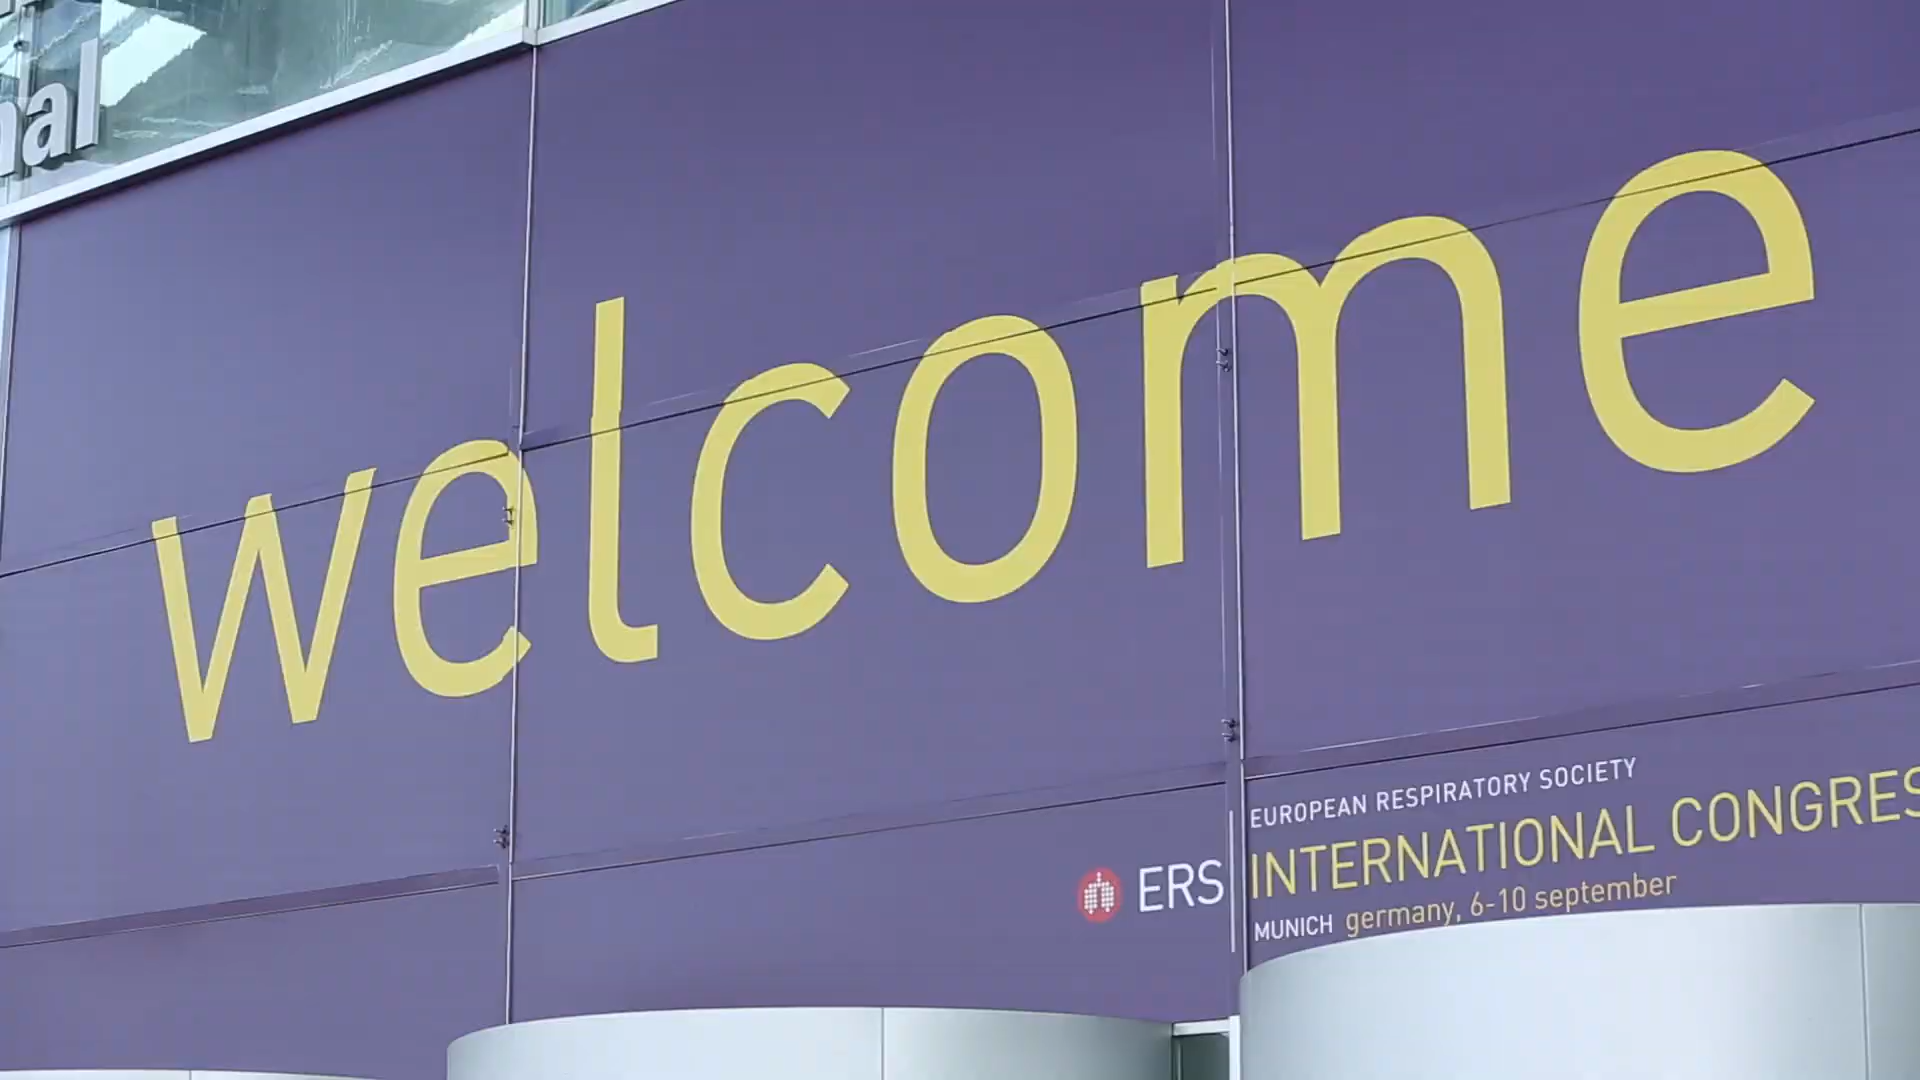 nal
welcome
ERS
EUROPEAN RESPIRATORY SOCIETY
INTERNATIONAL CONGRES
MUNICH germany, 6-10 september